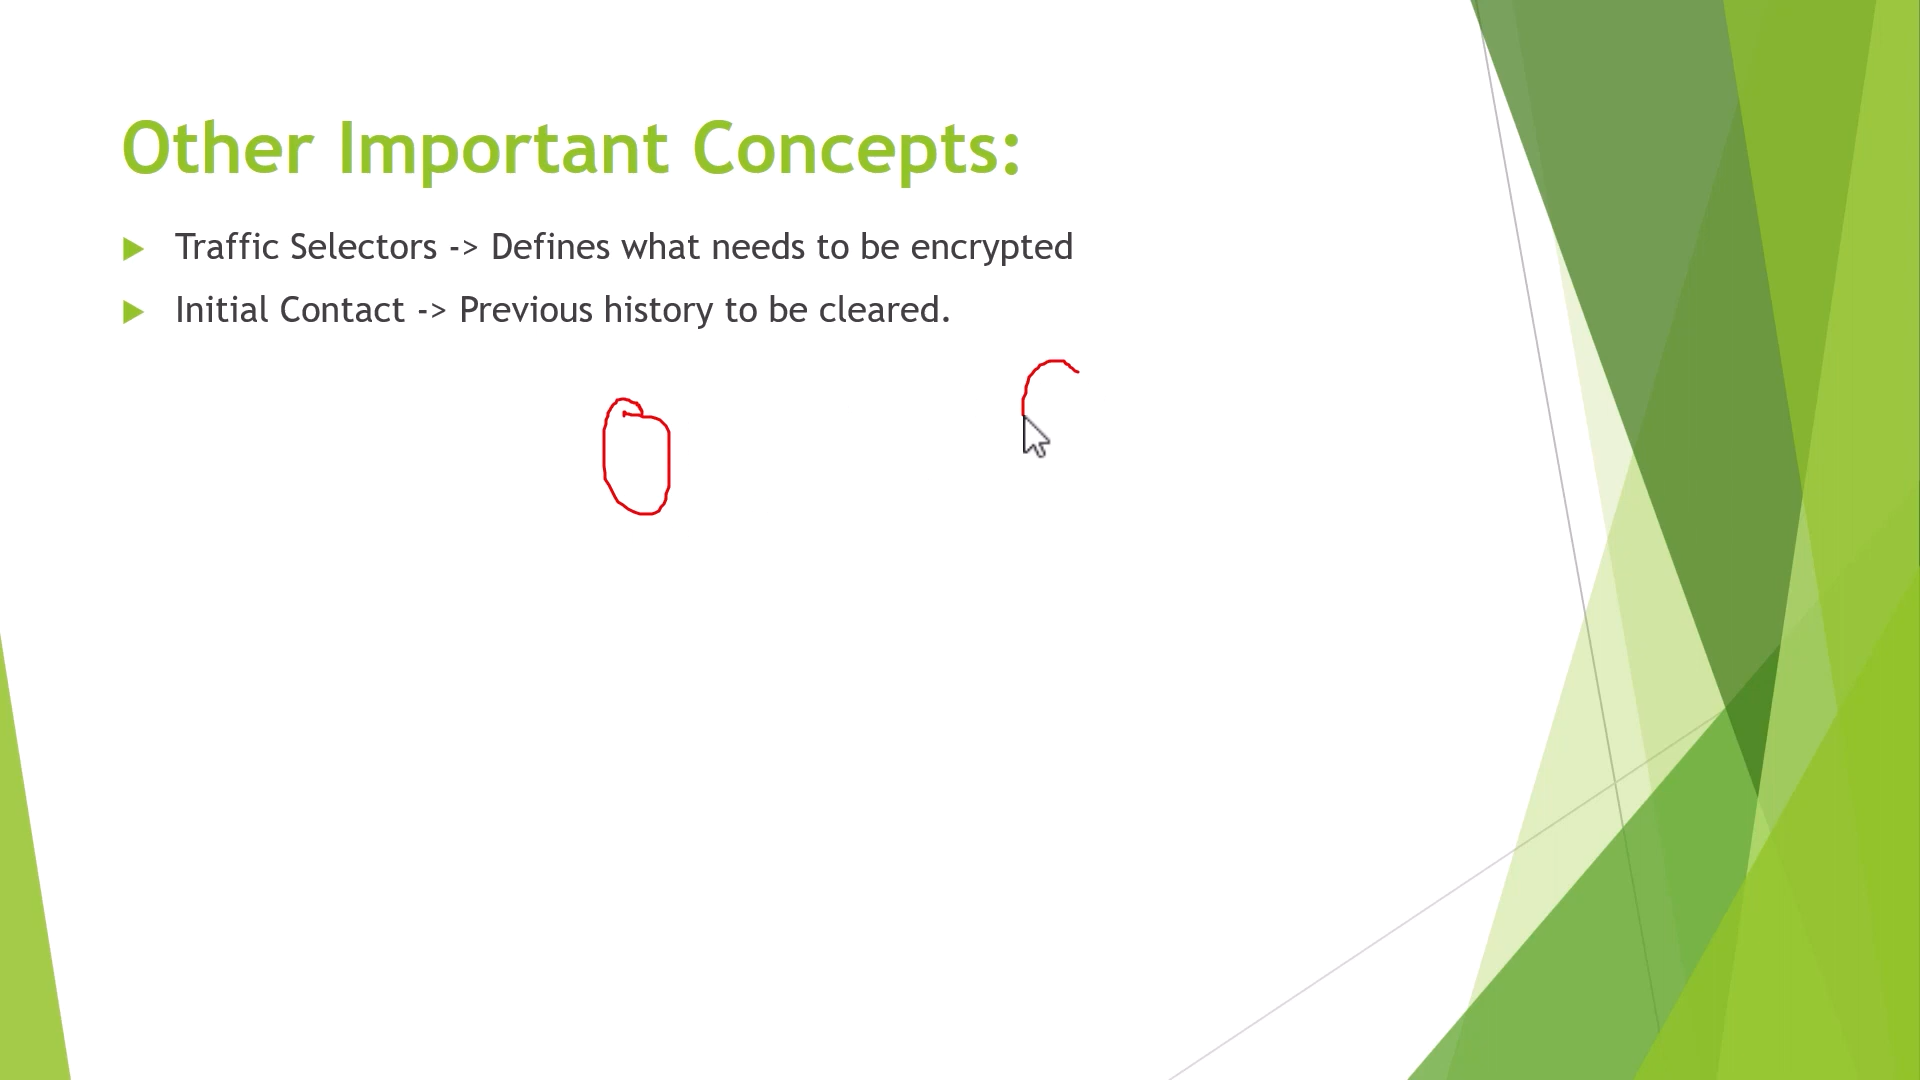 Other Important Concepts:
Traffic Selectors -> Defines what needs to be encrypted
Initial Contact -> Previous history to be cleared.